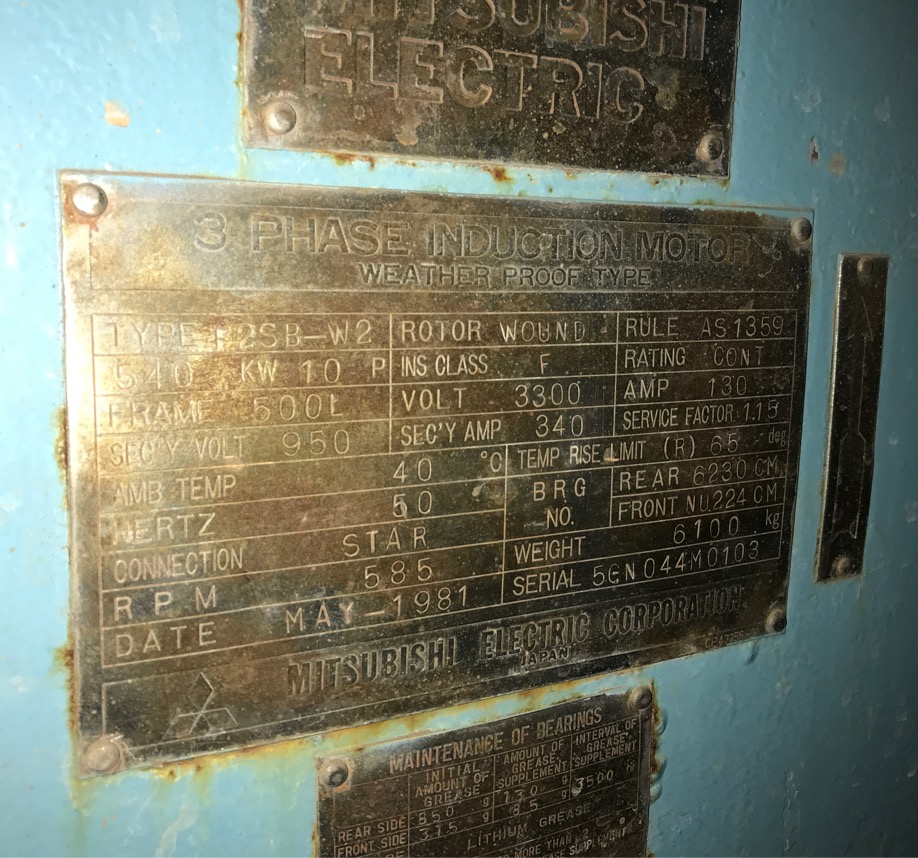 MITSUBISHI
ELECTRIC
3 PHASE INDUCTION MOTOR
WEATHER PROOF TYPE
TYPE F2SB-W2 ROTOR WOUND RULE AS1359
540 KW 10 P INS CLASS F RATING CONT
FRAME 500L VOLT 3300 AMP 130
SEC'Y VOLT 950 SEC'Y AMP 340 SERVICE FACTOR 1.15
AMB TEMP 40 °C TEMP RISE LIMIT (R) 65 deg
HERTZ 50 BRG NO. REAR 6230 CM
CONNECTION STAR FRONT NU224 CM
RPM 585 WEIGHT 6100 kg
DATE MAY-1981 SERIAL 5GN044M0103
MITSUBISHI ELECTRIC CORPORATION
JAPAN
MAINTENANCE OF BEARINGS
INITIAL AMOUNT OF GREASE AMOUNT OF GREASE SUPPLEMENT INTERVAL OF GREASE SUPPLEMENT
REAR SIDE 850 g 130 g 3500 hr
FRONT SIDE 315 g 85 g
LITHIUM GREASE
MORE THAN
SUPPLEMENT